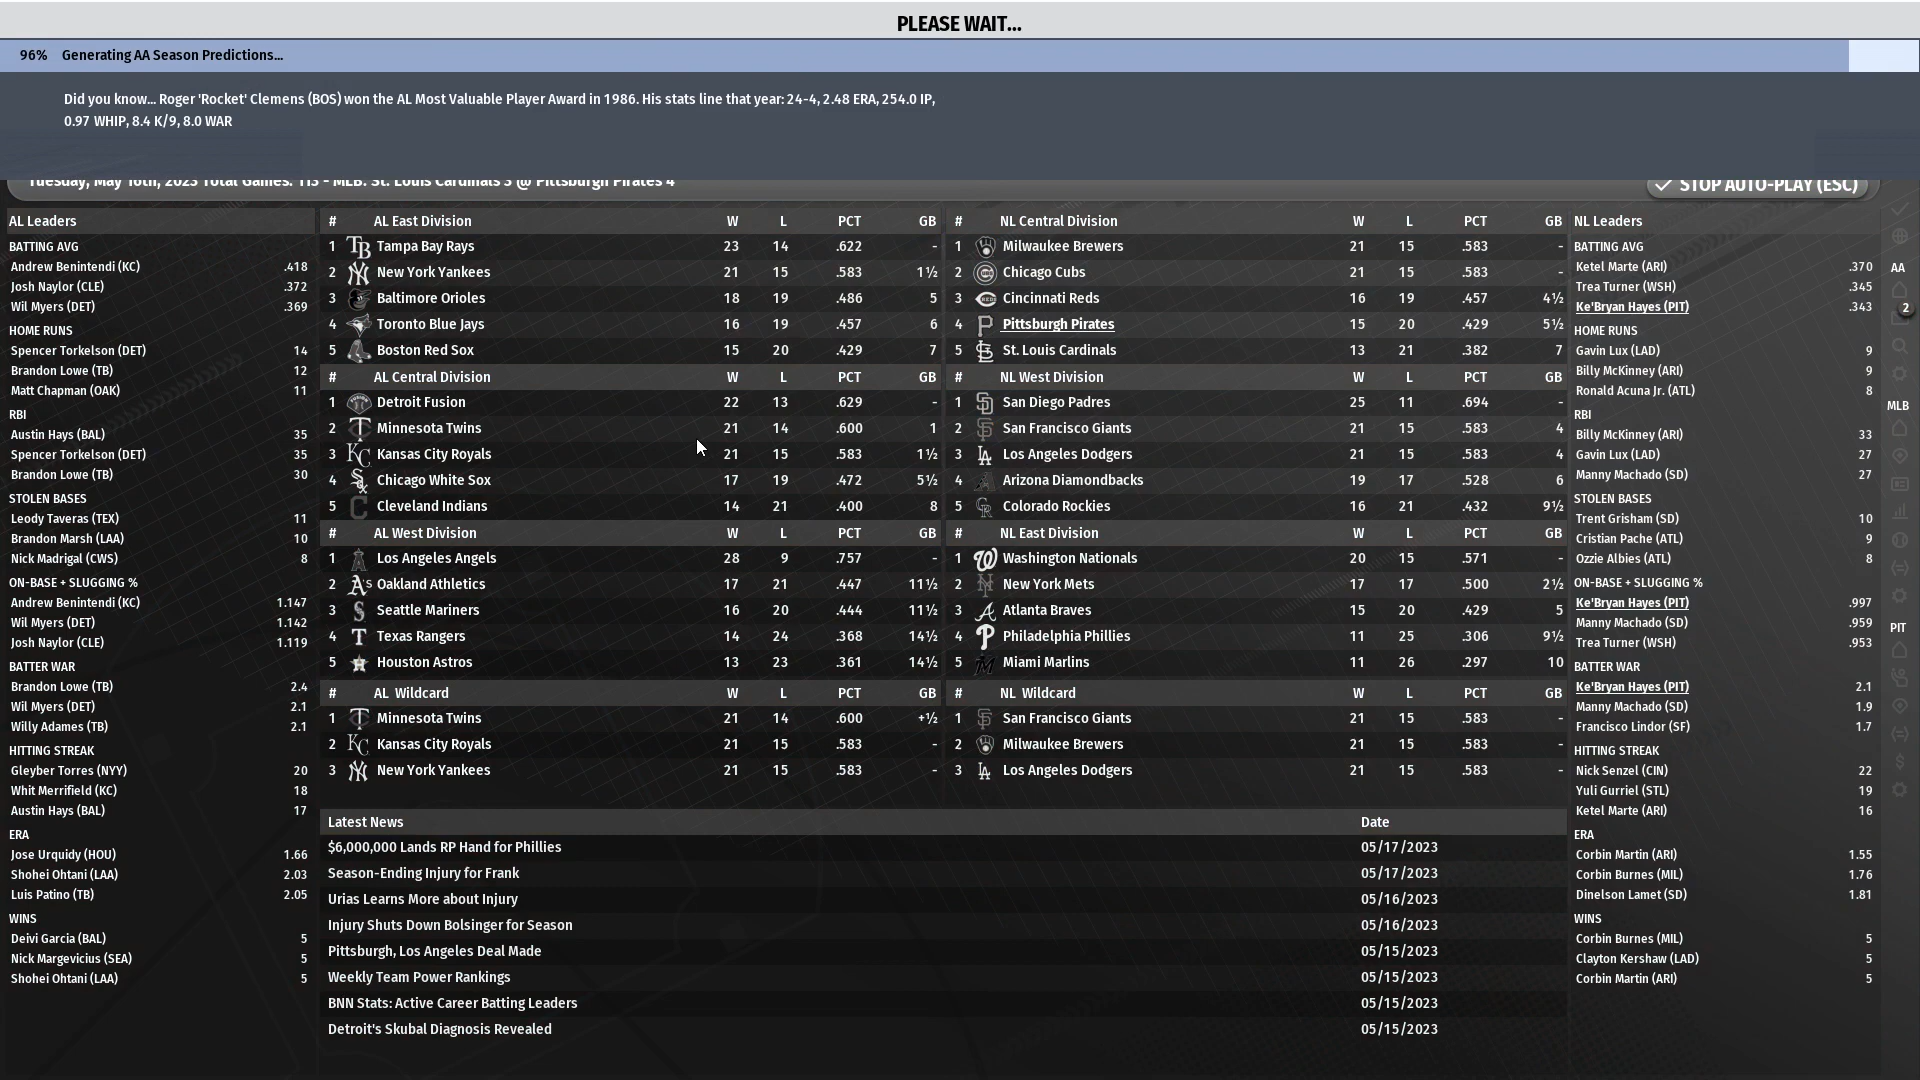 PLEASE WAIT...
96% Generating AA Season Predictions...
Did you know... Roger 'Rocket' Clemens (BOS) won the AL Most Valuable Player Award in 1986. His stats line that year: 24-4, 2.48 ERA, 254.0 IP,
0.97 WHIP, 8.4 K/9, 8.0 WAR
Tuesday, May 16th, 2023 Total Games: 113 - MLB: St. Louis Cardinals 3 @ Pittsburgh Pirates 4
STOP AUTO-PLAY (ESC)
AL Leaders
BATTING AVG
Andrew Benintendi (KC) .418
Josh Naylor (CLE) .372
Wil Myers (DET) .369
HOME RUNS
Spencer Torkelson (DET) 14
Brandon Lowe (TB) 12
Matt Chapman (OAK) 11
RBI
Austin Hays (BAL) 35
Spencer Torkelson (DET) 35
Brandon Lowe (TB) 30
STOLEN BASES
Leody Taveras (TEX) 11
Brandon Marsh (LAA) 10
Nick Madrigal (CWS) 8
ON-BASE + SLUGGING %
Andrew Benintendi (KC) 1.147
Wil Myers (DET) 1.142
Josh Naylor (CLE) 1.119
BATTER WAR
Brandon Lowe (TB) 2.4
Wil Myers (DET) 2.1
Willy Adames (TB) 2.1
HITTING STREAK
Gleyber Torres (NYY) 20
Whit Merrifield (KC) 18
Austin Hays (BAL) 17
ERA
Jose Urquidy (HOU) 1.66
Shohei Ohtani (LAA) 2.03
Luis Patino (TB) 2.05
WINS
Deivi Garcia (BAL) 5
Nick Margevicius (SEA) 5
Shohei Ohtani (LAA) 5
# AL East Division W L PCT GB
1 Tampa Bay Rays 23 14 .622 -
2 New York Yankees 21 15 .583 1½
3 Baltimore Orioles 18 19 .486 5
4 Toronto Blue Jays 16 19 .457 6
5 Boston Red Sox 15 20 .429 7
# AL Central Division W L PCT GB
1 Detroit Fusion 22 13 .629 -
2 Minnesota Twins 21 14 .600 1
3 Kansas City Royals 21 15 .583 1½
4 Chicago White Sox 17 19 .472 5½
5 Cleveland Indians 14 21 .400 8
# AL West Division W L PCT GB
1 Los Angeles Angels 28 9 .757 -
2 Oakland Athletics 17 21 .447 11½
3 Seattle Mariners 16 20 .444 11½
4 Texas Rangers 14 24 .368 14½
5 Houston Astros 13 23 .361 14½
# AL Wildcard W L PCT GB
1 Minnesota Twins 21 14 .600 +½
2 Kansas City Royals 21 15 .583 -
3 New York Yankees 21 15 .583 -
# NL Central Division W L PCT GB
1 Milwaukee Brewers 21 15 .583 -
2 Chicago Cubs 21 15 .583 -
3 Cincinnati Reds 16 19 .457 4½
4 Pittsburgh Pirates 15 20 .429 5½
5 St. Louis Cardinals 13 21 .382 7
# NL West Division W L PCT GB
1 San Diego Padres 25 11 .694 -
2 San Francisco Giants 21 15 .583 4
3 Los Angeles Dodgers 21 15 .583 4
4 Arizona Diamondbacks 19 17 .528 6
5 Colorado Rockies 16 21 .432 9½
# NL East Division W L PCT GB
1 Washington Nationals 20 15 .571 -
2 New York Mets 17 17 .500 2½
3 Atlanta Braves 15 20 .429 5
4 Philadelphia Phillies 11 25 .306 9½
5 Miami Marlins 11 26 .297 10
# NL Wildcard W L PCT GB
1 San Francisco Giants 21 15 .583 -
2 Milwaukee Brewers 21 15 .583 -
3 Los Angeles Dodgers 21 15 .583 -
Latest News Date
$6,000,000 Lands RP Hand for Phillies 05/17/2023
Season-Ending Injury for Frank 05/17/2023
Urias Learns More about Injury 05/16/2023
Injury Shuts Down Bolsinger for Season 05/16/2023
Pittsburgh, Los Angeles Deal Made 05/15/2023
Weekly Team Power Rankings 05/15/2023
BNN Stats: Active Career Batting Leaders 05/15/2023
Detroit's Skubal Diagnosis Revealed 05/15/2023
NL Leaders
BATTING AVG
Ketel Marte (ARI) .370
Trea Turner (WSH) .345
Ke'Bryan Hayes (PIT) .343
HOME RUNS
Gavin Lux (LAD) 9
Billy McKinney (ARI) 9
Ronald Acuna Jr. (ATL) 8
RBI
Billy McKinney (ARI) 33
Gavin Lux (LAD) 27
Manny Machado (SD) 27
STOLEN BASES
Trent Grisham (SD) 10
Cristian Pache (ATL) 9
Ozzie Albies (ATL) 8
ON-BASE + SLUGGING %
Ke'Bryan Hayes (PIT) .997
Manny Machado (SD) .959
Trea Turner (WSH) .953
BATTER WAR
Ke'Bryan Hayes (PIT) 2.1
Manny Machado (SD) 1.9
Francisco Lindor (SF) 1.7
HITTING STREAK
Nick Senzel (CIN) 22
Yuli Gurriel (STL) 19
Ketel Marte (ARI) 16
ERA
Corbin Martin (ARI) 1.55
Corbin Burnes (MIL) 1.76
Dinelson Lamet (SD) 1.81
WINS
Corbin Burnes (MIL) 5
Clayton Kershaw (LAD) 5
Corbin Martin (ARI) 5
AA
2
MLB
PIT